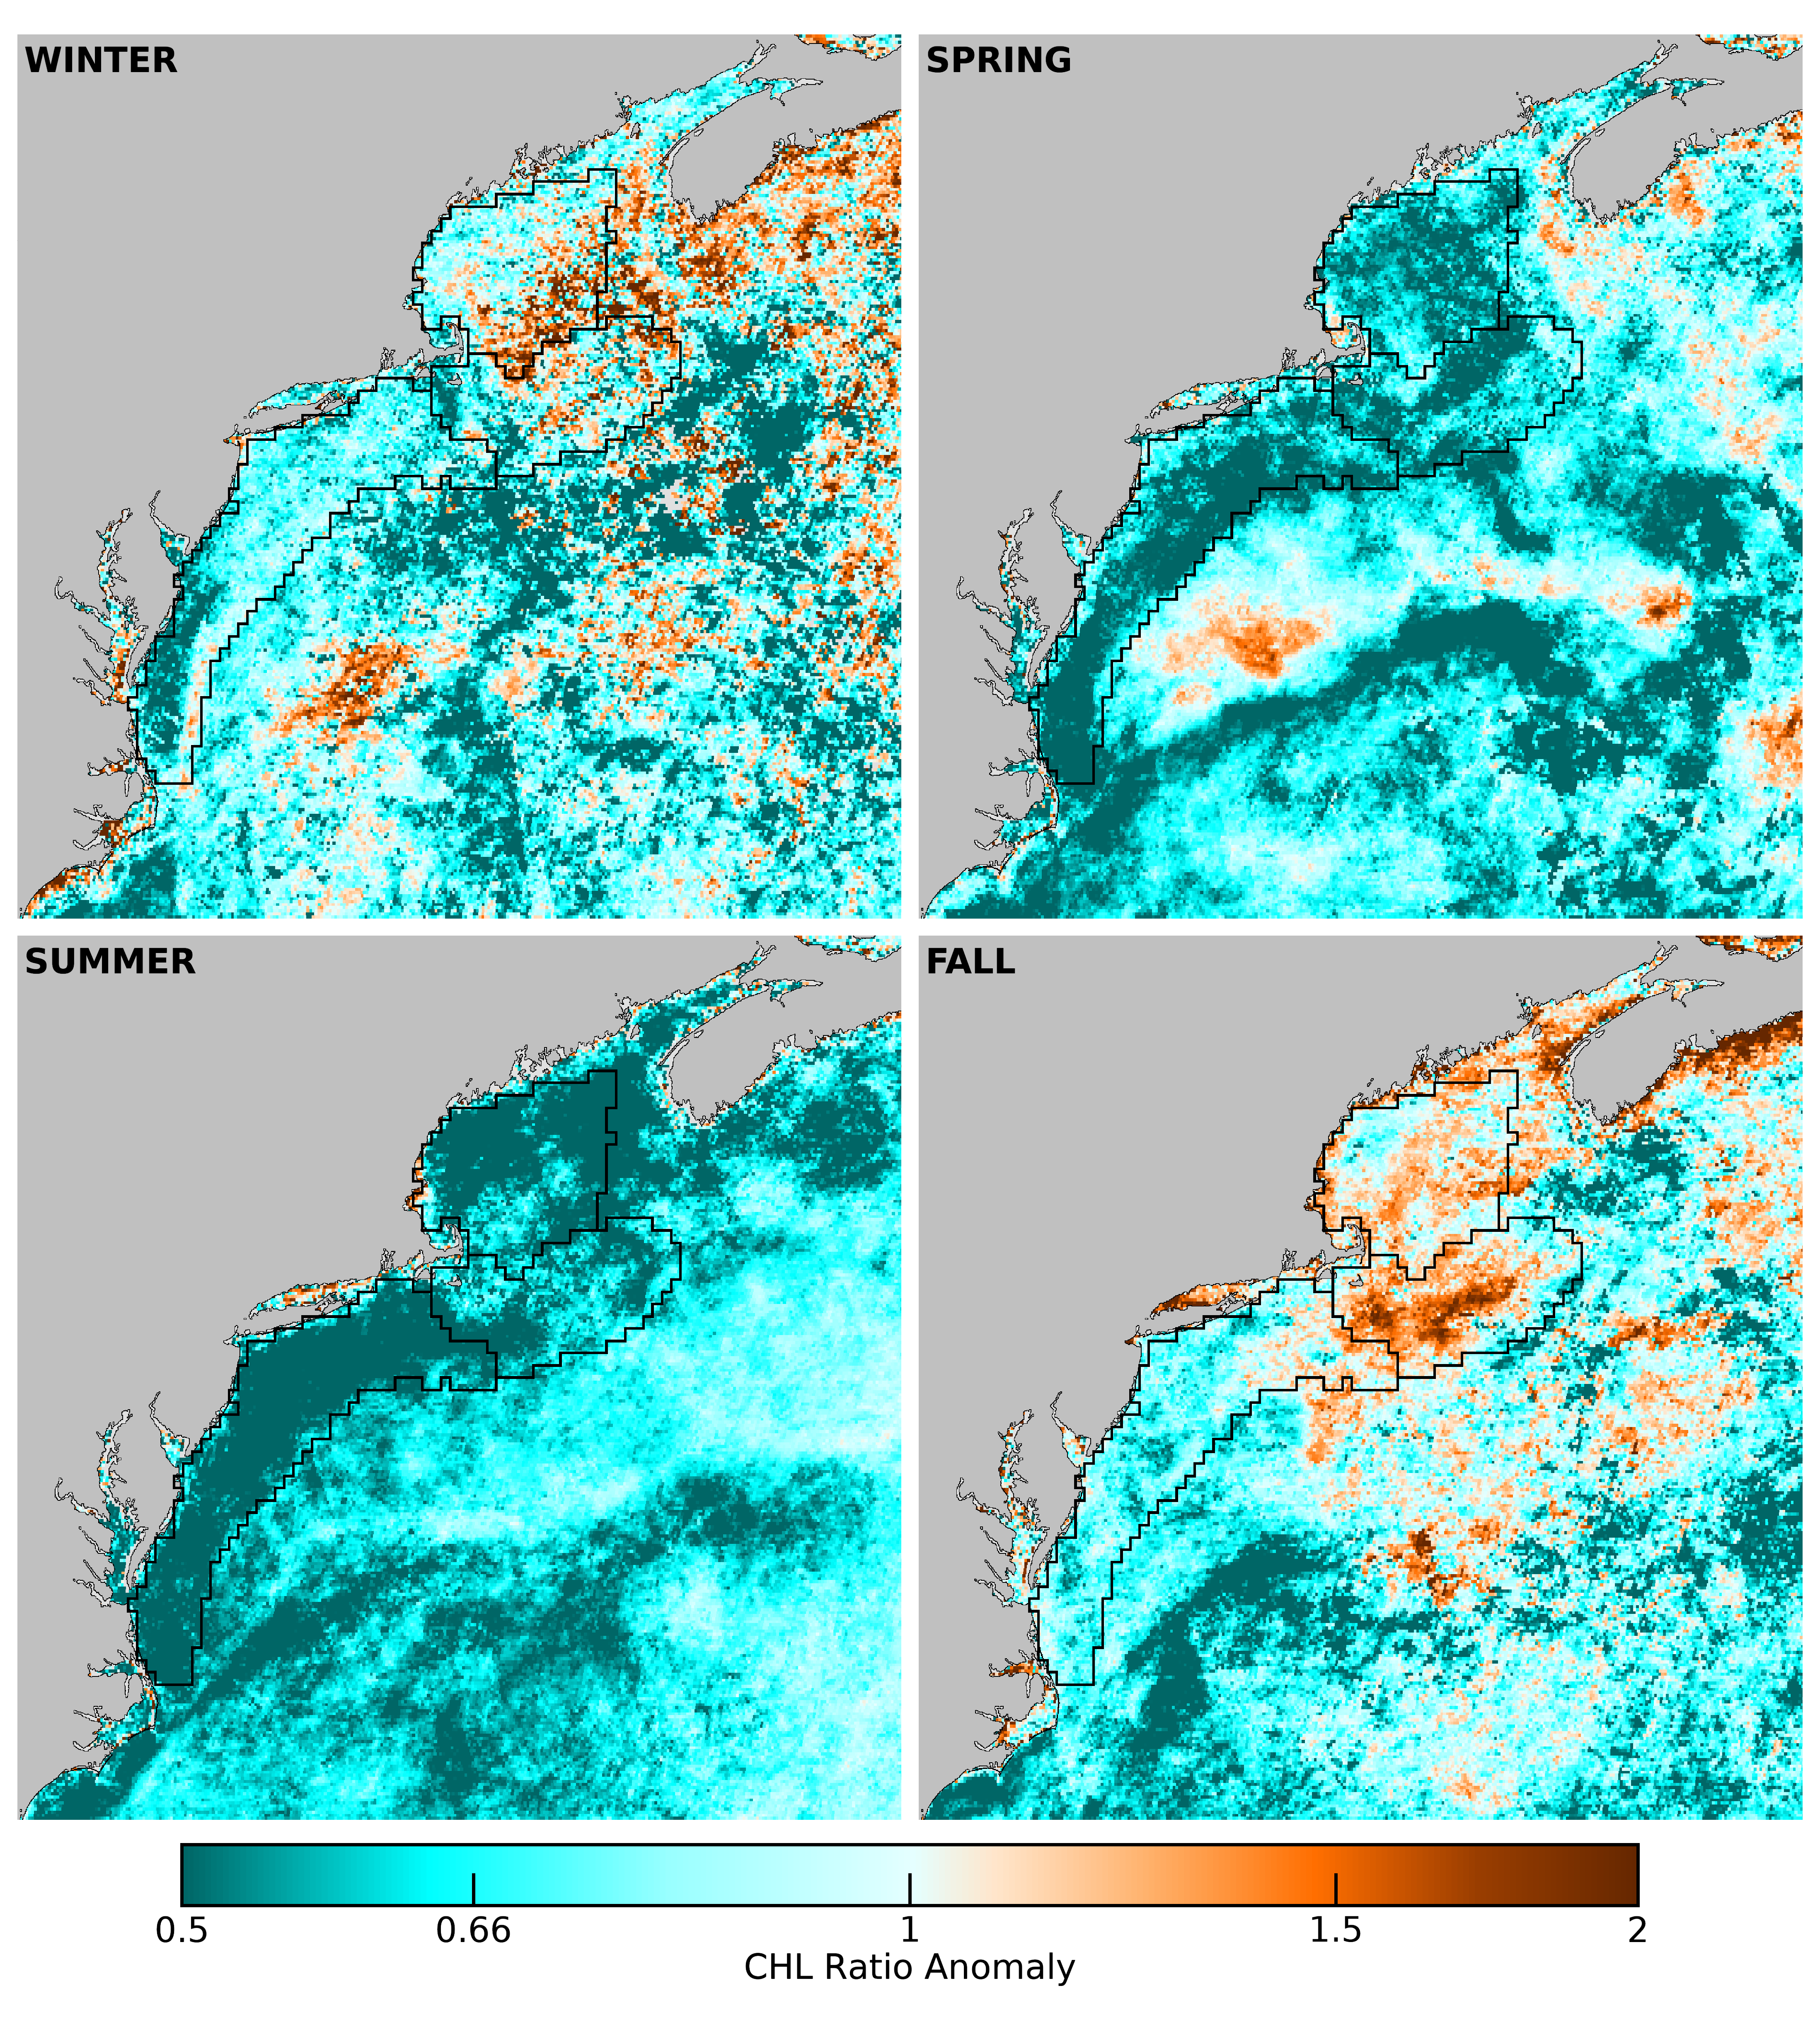 WINTER
SPRING
SUMMER
FALL
0.5 0.66 1 1.5 2
CHL Ratio Anomaly